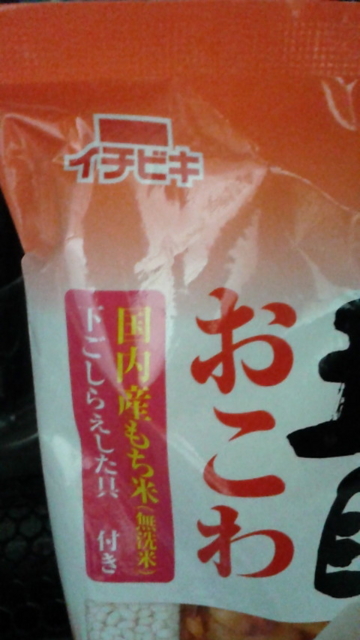 イチビキ
おこわ
国内産もち米(無洗米)
下ごしらえした具 付き